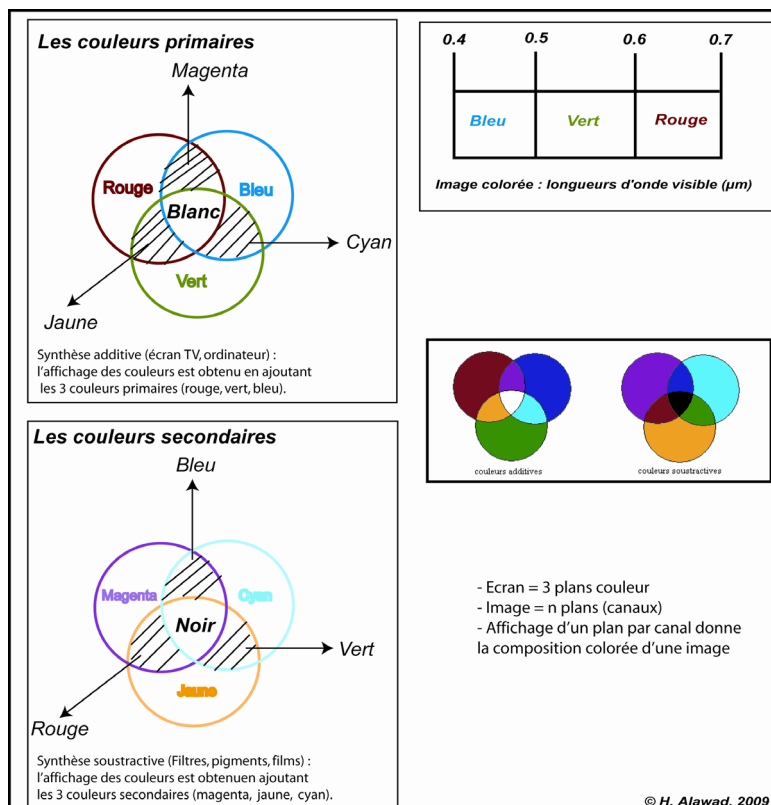 Les couleurs primaires
Magenta
Rouge
Bleu
Blanc
Cyan
Vert
Jaune
Synthèse additive (écran TV, ordinateur) :
l'affichage des couleurs est obtenu en ajoutant
les 3 couleurs primaires (rouge, vert, bleu).
0.4 0.5 0.6 0.7
Bleu Vert Rouge
Image colorée : longueurs d'onde visible (µm)
couleurs additives
couleurs soustractives
Les couleurs secondaires
Bleu
Magenta
Cyan
Noir
Vert
Jaune
Rouge
Synthèse soustractive (Filtres, pigments, films) :
l'affichage des couleurs est obtenuen ajoutant
les 3 couleurs secondaires (magenta, jaune, cyan).
- Ecran = 3 plans couleur
- Image = n plans (canaux)
- Affichage d'un plan par canal donne
la composition colorée d'une image
© H. Alawad, 2009